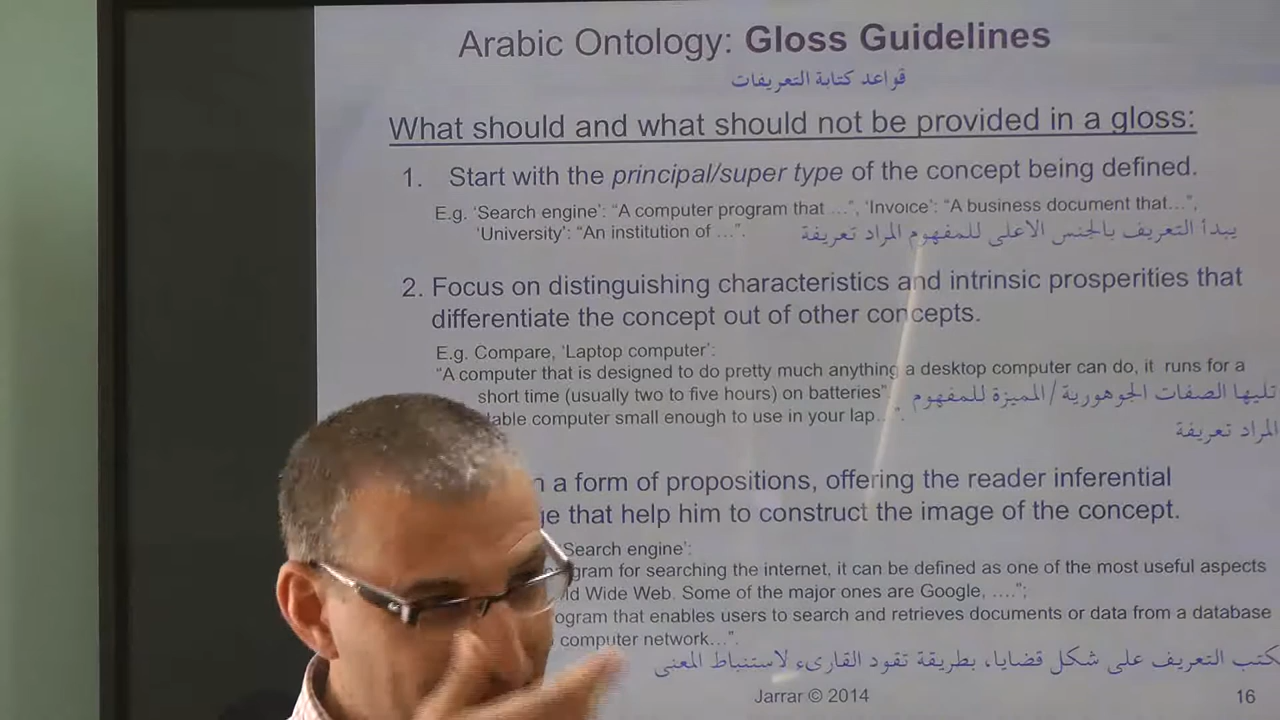 Arabic Ontology: Gloss Guidelines
قواعد كتابة التعريفات
What should and what should not be provided in a gloss:
1. Start with the principal/super type of the concept being defined.
E.g. ‘Search engine’: “A computer program that …”, ‘Invoice’: “A business document that…”,
‘University’: “An institution of …”.
يبدأ التعريف بالجنس الاعلى للمفهوم المراد تعريفة
2. Focus on distinguishing characteristics and intrinsic prosperities that
differentiate the concept out of other concepts.
E.g. Compare, ‘Laptop computer’:
“A computer that is designed to do pretty much anything a desktop computer can do, it runs for a
short time (usually two to five hours) on batteries”.
تليها الصفات الجوهورية/المميزة للمفهوم
computer small enough to use in your lap…”.
المراد تعريفة
a form of propositions, offering the reader inferential
that help him to construct the image of the concept.
‘Search engine’:
for searching the internet, it can be defined as one of the most useful aspects
Wide Web. Some of the major ones are Google, ….”;
that enables users to search and retrieves documents or data from a database
computer network…”.
التعريف على شكل قضايا، بطريقة تقود القارىء لاستنباط المعنى
Jarrar © 2014
16